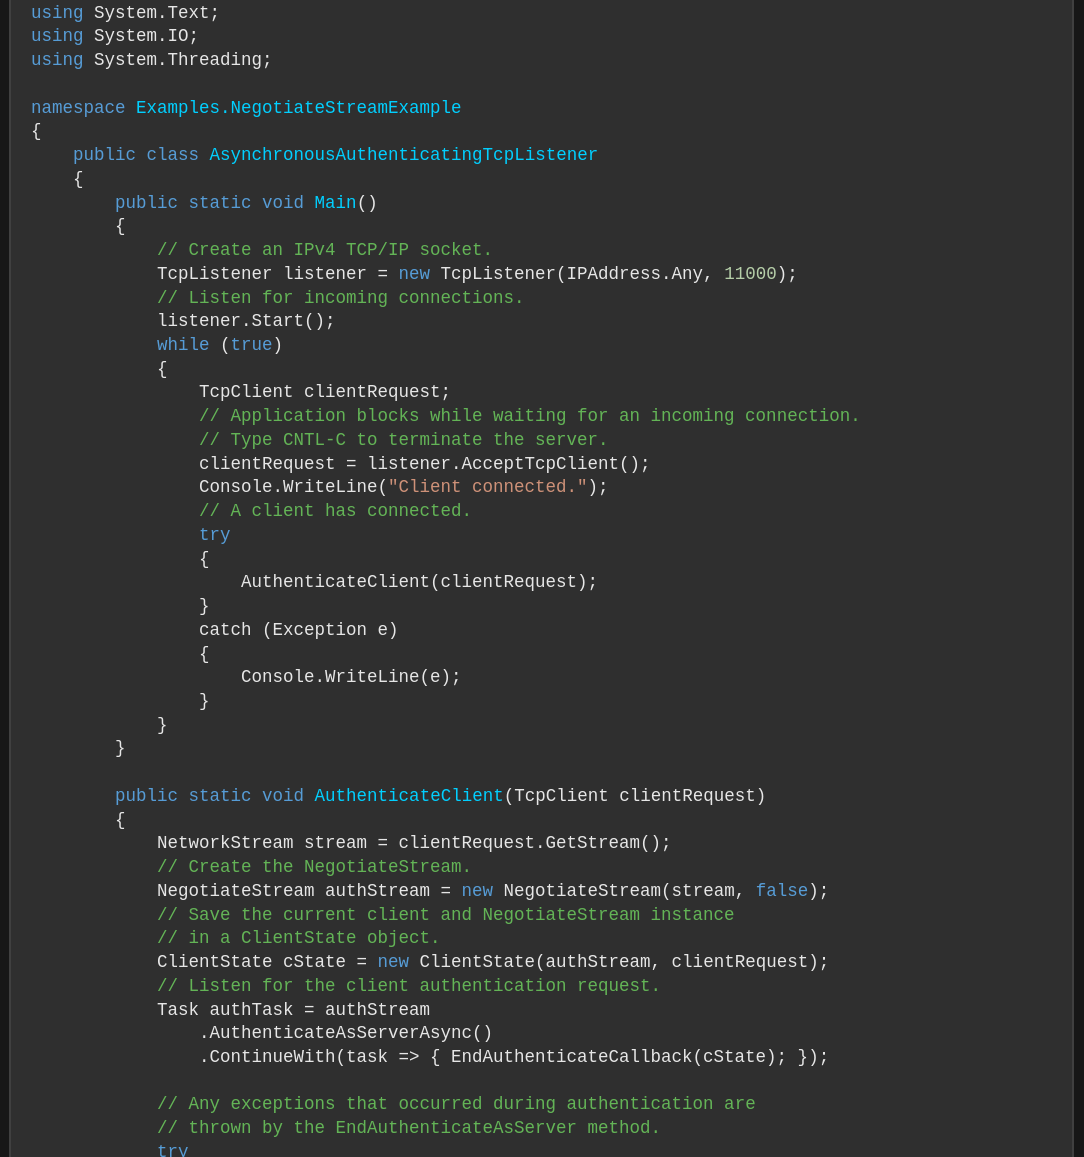 using System.Text;
using System.IO;
using System.Threading;

namespace Examples.NegotiateStreamExample
{
    public class AsynchronousAuthenticatingTcpListener
    {
        public static void Main()
        {
            // Create an IPv4 TCP/IP socket.
            TcpListener listener = new TcpListener(IPAddress.Any, 11000);
            // Listen for incoming connections.
            listener.Start();
            while (true)
            {
                TcpClient clientRequest;
                // Application blocks while waiting for an incoming connection.
                // Type CNTL-C to terminate the server.
                clientRequest = listener.AcceptTcpClient();
                Console.WriteLine("Client connected.");
                // A client has connected.
                try
                {
                    AuthenticateClient(clientRequest);
                }
                catch (Exception e)
                {
                    Console.WriteLine(e);
                }
            }
        }

        public static void AuthenticateClient(TcpClient clientRequest)
        {
            NetworkStream stream = clientRequest.GetStream();
            // Create the NegotiateStream.
            NegotiateStream authStream = new NegotiateStream(stream, false);
            // Save the current client and NegotiateStream instance
            // in a ClientState object.
            ClientState cState = new ClientState(authStream, clientRequest);
            // Listen for the client authentication request.
            Task authTask = authStream
                .AuthenticateAsServerAsync()
                .ContinueWith(task => { EndAuthenticateCallback(cState); });

            // Any exceptions that occurred during authentication are
            // thrown by the EndAuthenticateAsServer method.
            try